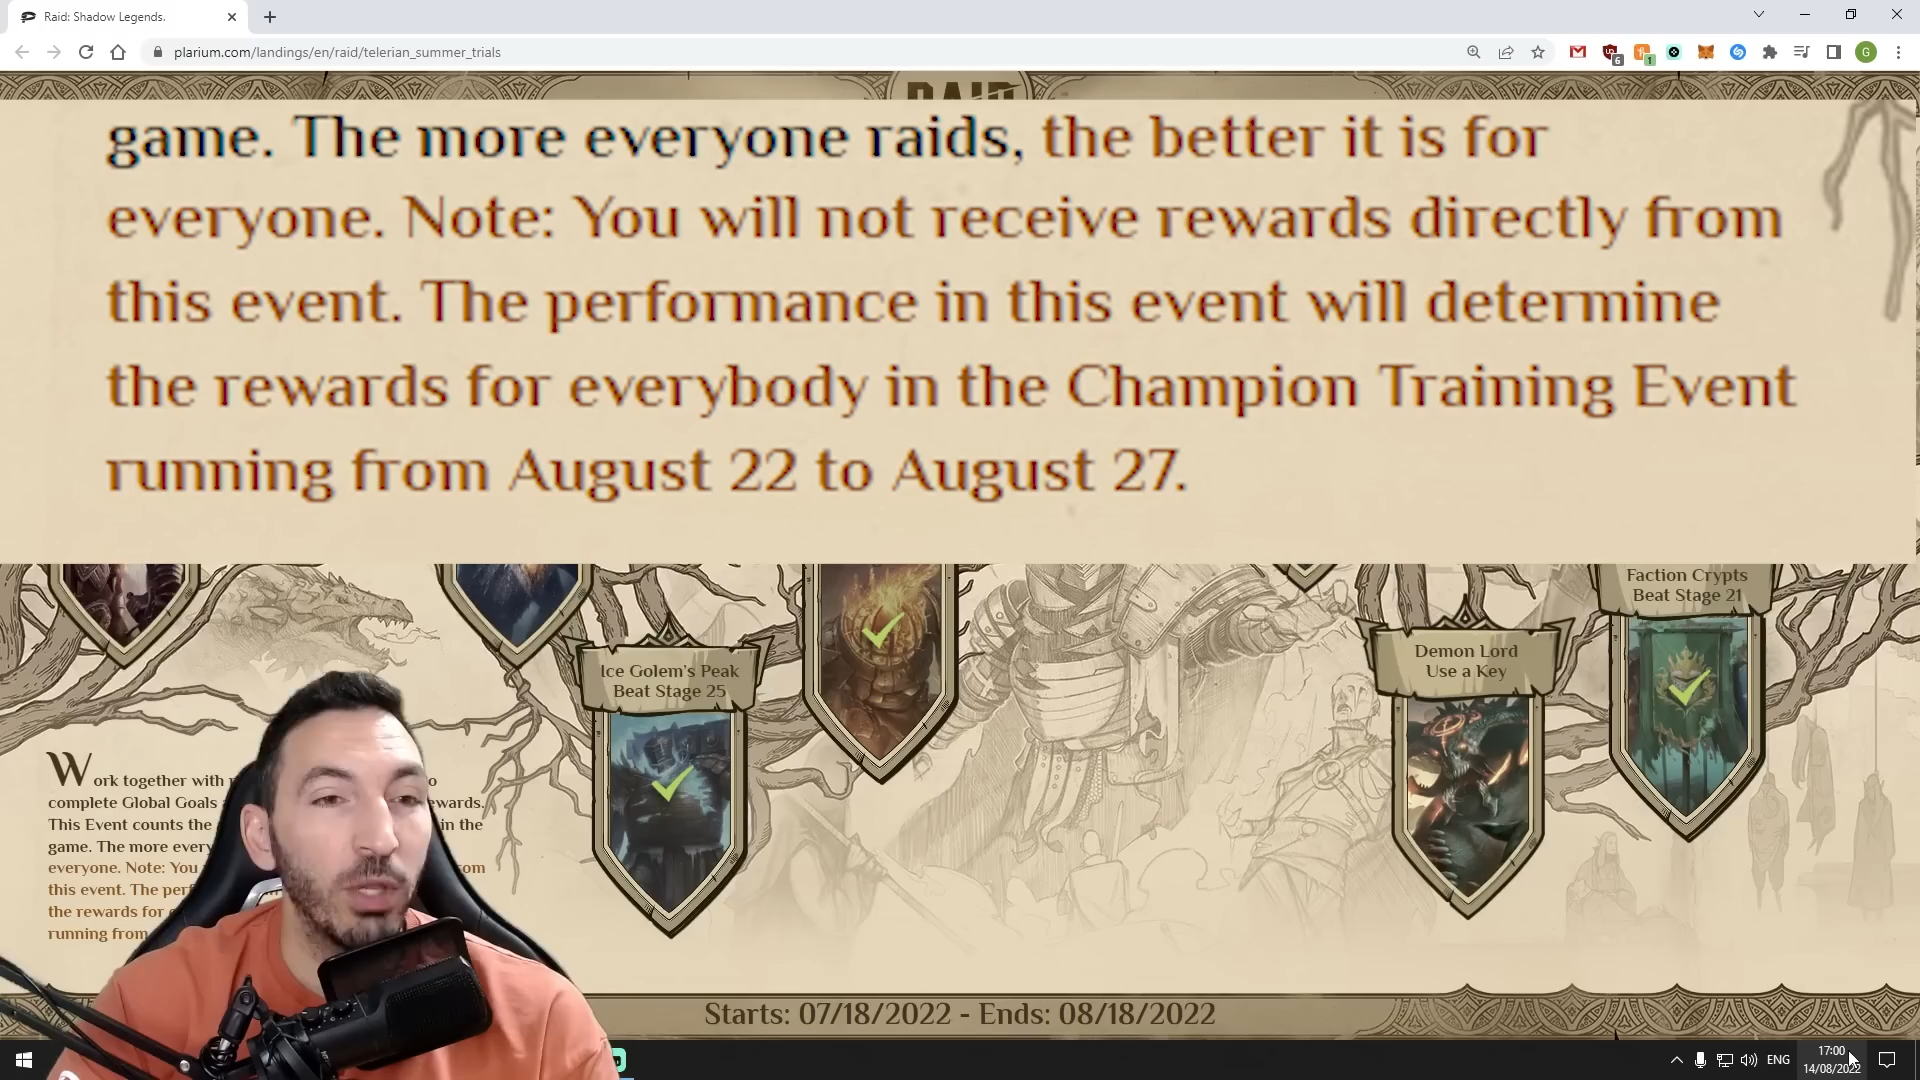 Raid: Shadow Legends.
plarium.com/landings/en/raid/telerian_summer_trials
6
1
G
RAID
game. The more everyone raids, the better it is for
everyone. Note: You will not receive rewards directly from
this event. The performance in this event will determine
the rewards for everybody in the Champion Training Event
running from August 22 to August 27.
Faction Crypts
Beat Stage 21
Ice Golem's Peak
Beat Stage 25
Demon Lord
Use a Key
Work together with
complete Global Goals
This Event counts the in the
game. The more
everyone. Note: You
this event. The
the rewards for
running from
Starts: 07/18/2022 - Ends: 08/18/2022
ENG
17:00
14/08/2022